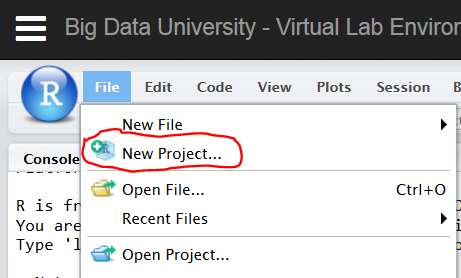 Big Data University - Virtual Lab Enviro
R File Edit Code View Plots Session
New File
Console
New Project...
Open File... Ctrl+O
R is fr
Recent Files
You are
Type 'l
Open Project...